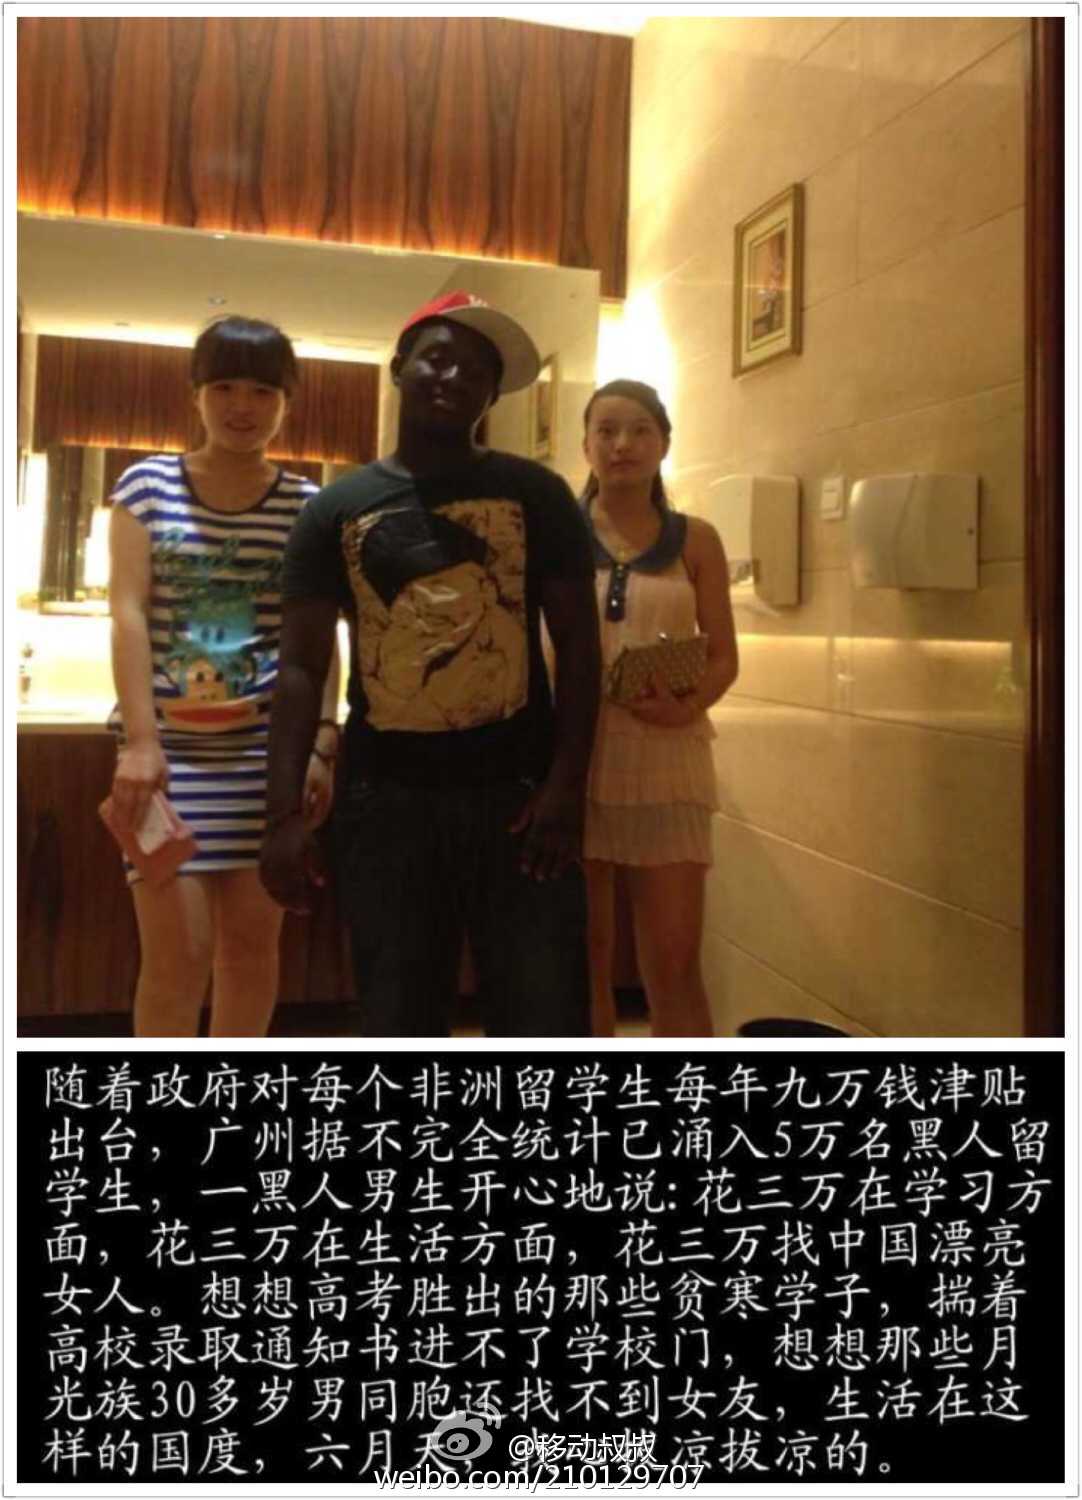 随着政府对每个非洲留学生每年九万钱津贴
出台，广州据不完全统计已涌入5万名黑人留
学生，一黑人男生开心地说：花三万在学习方
面，花三万在生活方面，花三万找中国漂亮
女人。想想高考胜出的那些贫寒学子，揣着
高校录取通知书进不了学校门，想想那些月
光族30多岁男同胞还找不到女友，生活在这
样的国度，六月天，凉拔凉的。
@移动叔叔
weibo.com/210129707